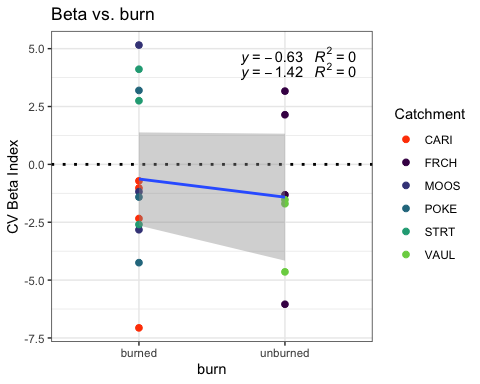 Beta vs. burn
y = − 0.63 R² = 0
y = − 1.42 R² = 0
5.0
2.5
0.0
-2.5
-5.0
-7.5
CV Beta Index
burned unburned
burn
Catchment
CARI
FRCH
MOOS
POKE
STRT
VAUL